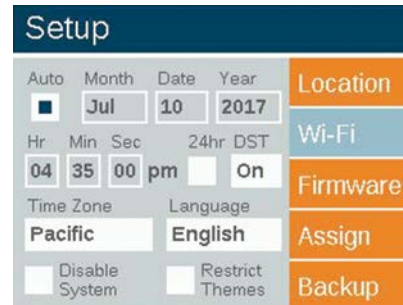 Setup
Auto Month Date Year
Jul 10 2017
Hr Min Sec 24hr DST
04 35 00 pm On
Time Zone Language
Pacific English
Disable System
Restrict Themes
Location
Wi-Fi
Firmware
Assign
Backup